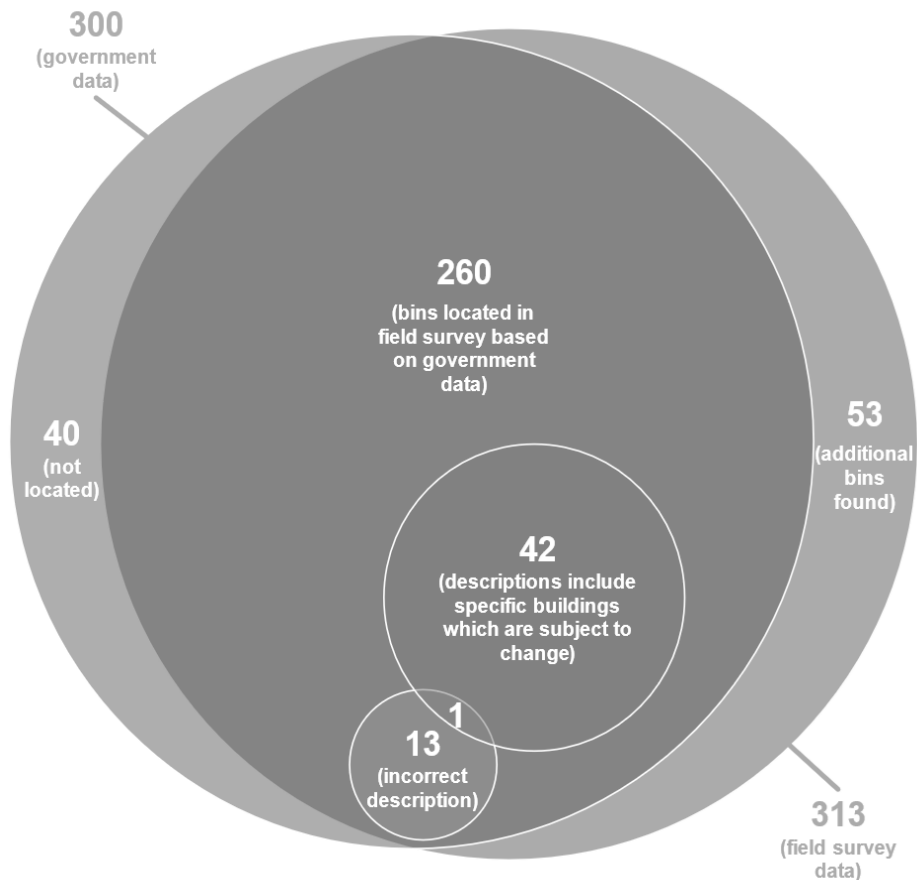 300
(government
data)
260
(bins located in
field survey based
on government
data)
40
(not
located)
53
(additional
bins
found)
42
(descriptions include
specific buildings
which are subject to
change)
1
13
(incorrect
description)
313
(field survey
data)